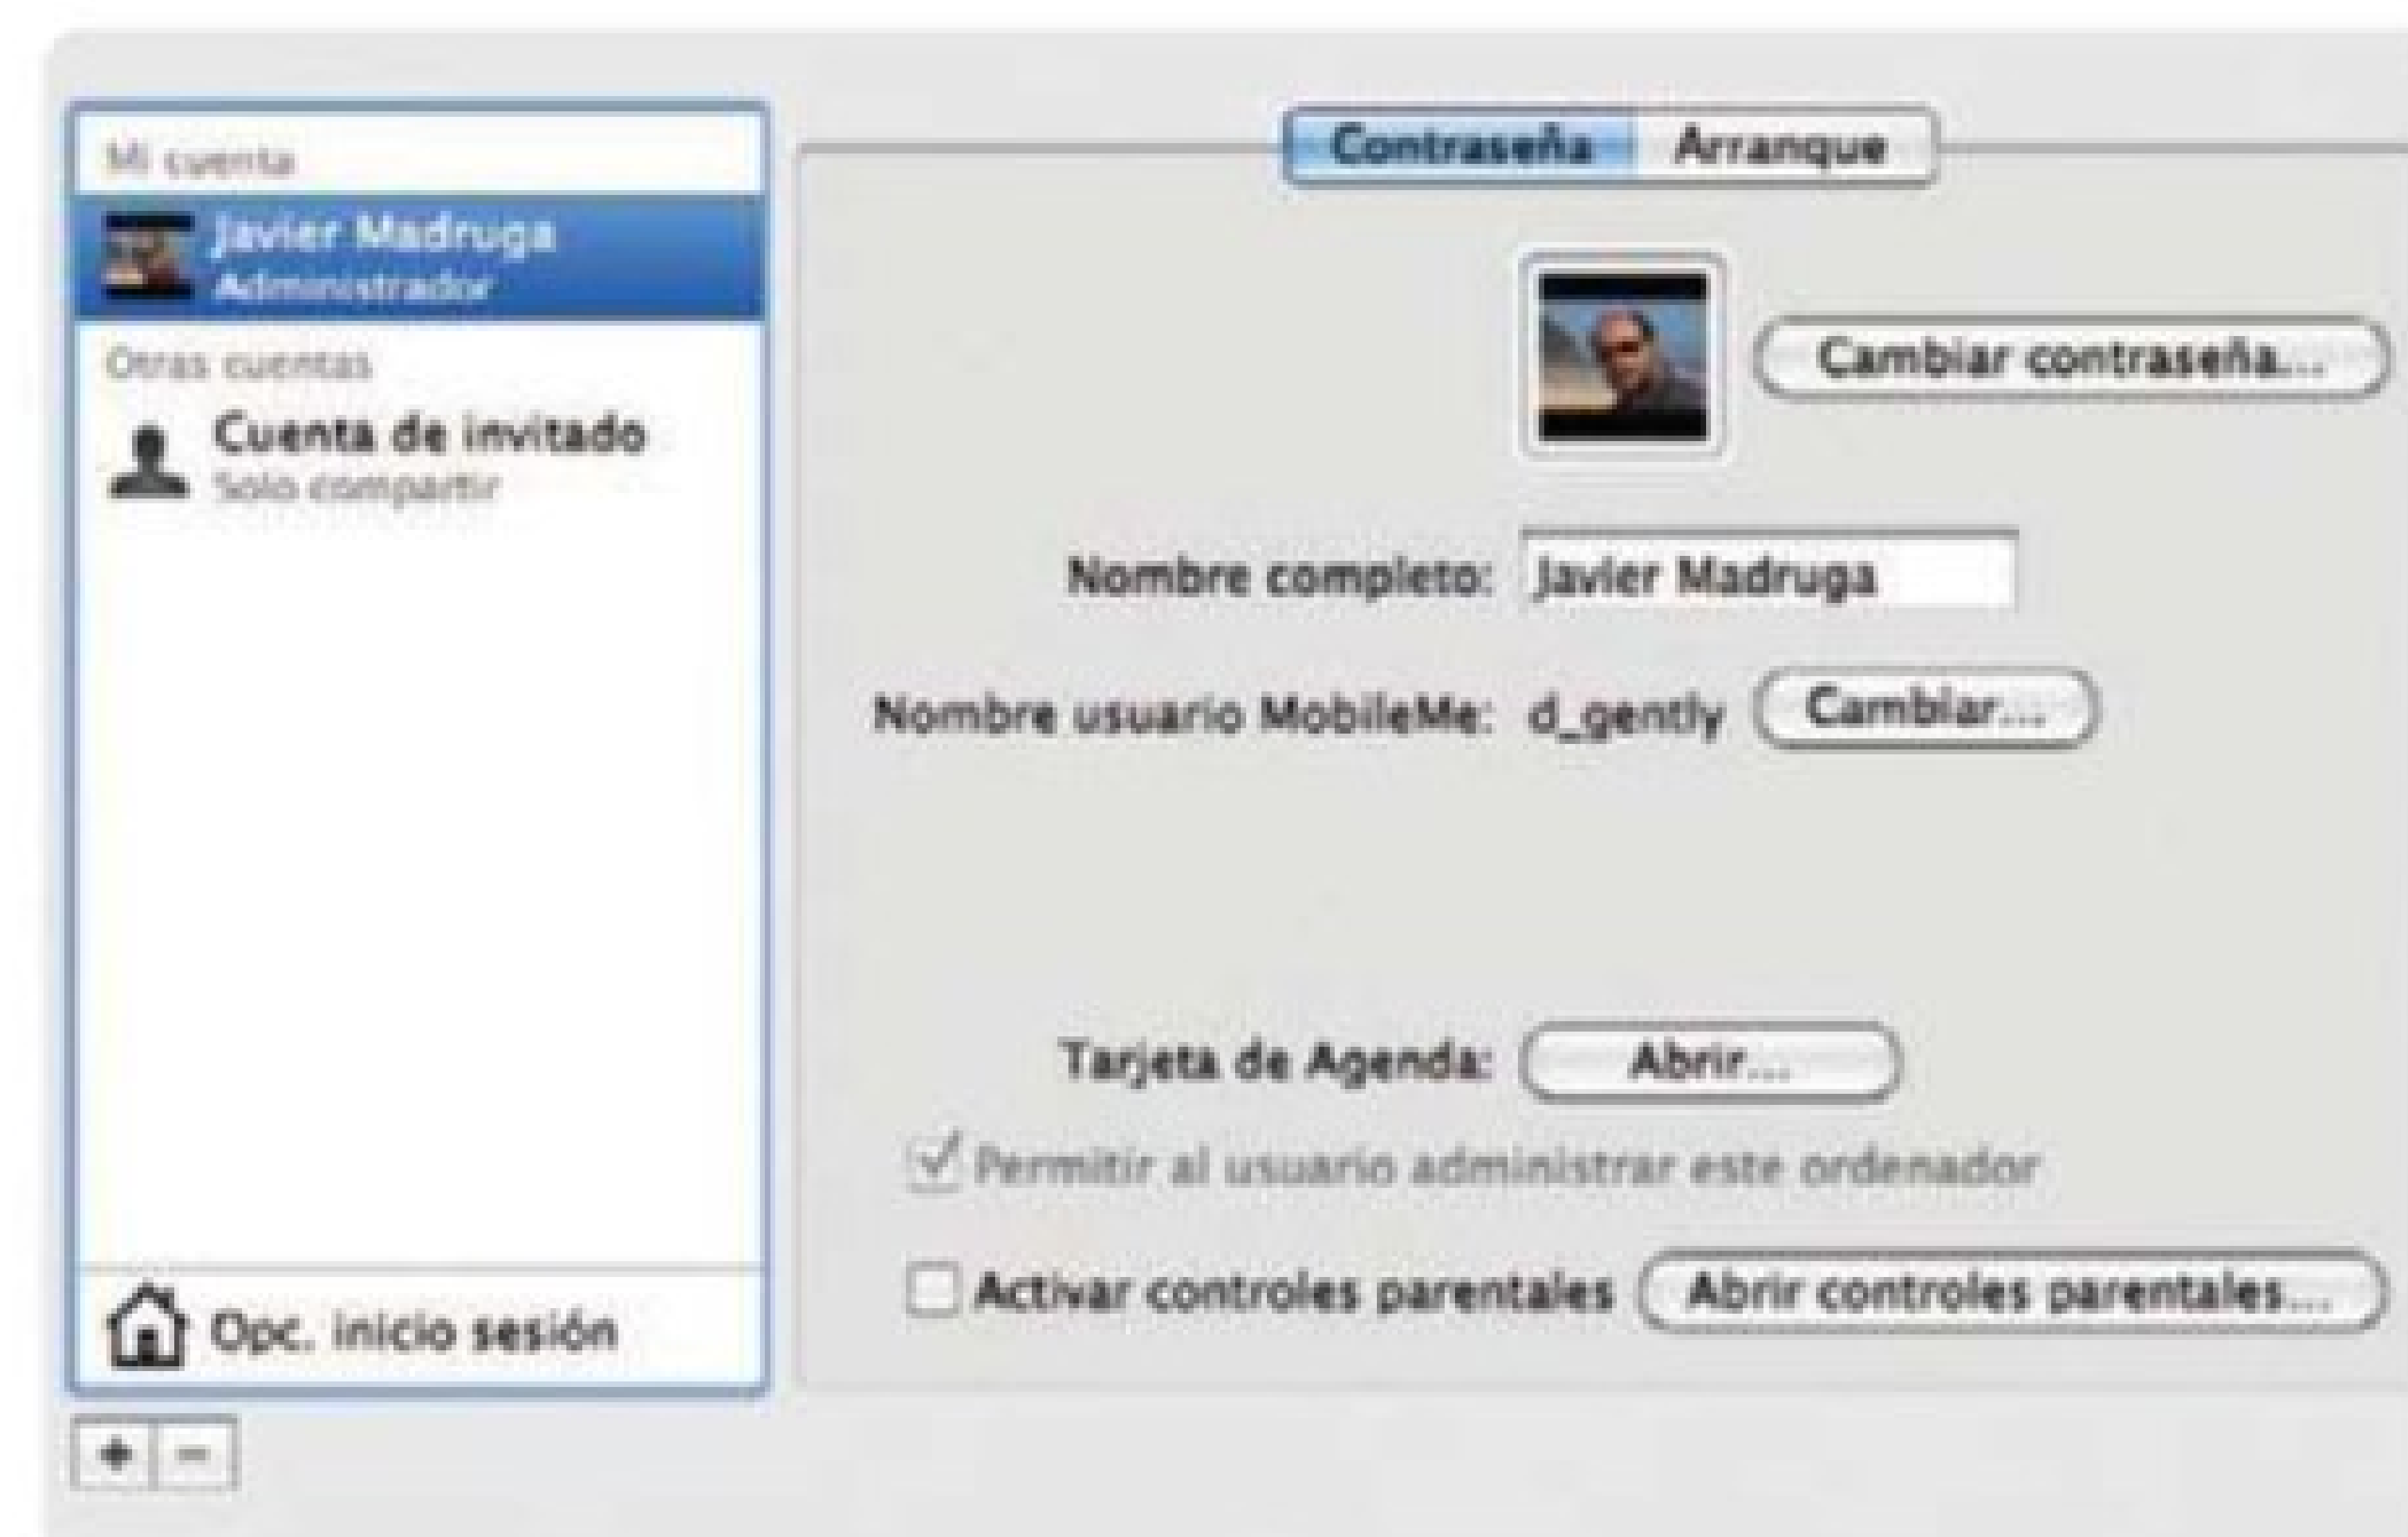 Mi cuenta
Javier Madruga
Administrador
Otras cuentas
Cuenta de invitado
Solo compartir
Opc. inicio sesión
+ −
Contraseña Arranque
Cambiar contraseña...
Nombre completo: Javier Madruga
Nombre usuario MobileMe: d_gently Cambiar...
Tarjeta de Agenda: Abrir...
Permitir al usuario administrar este ordenador
Activar controles parentales Abrir controles parentales...